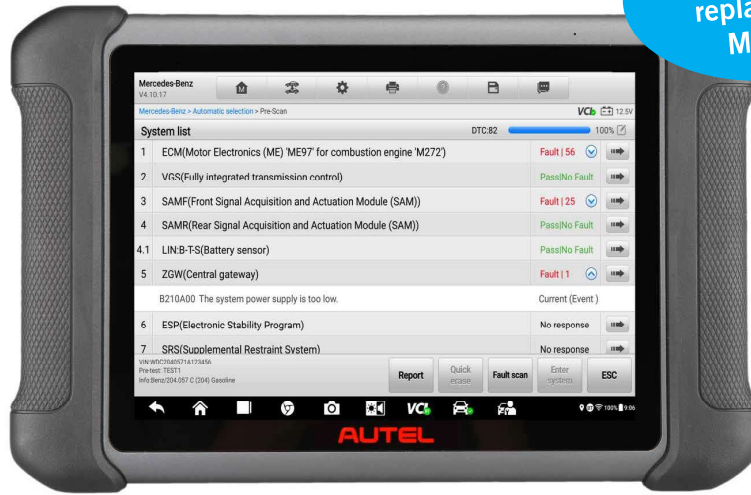 repla
M
Mercedes-Benz
V4.10.17
Mercedes-Benz > Automatic selection > Pre-Scan
VCI 12.5V
System list
DTC:82 100%
1 ECM(Motor Electronics (ME) 'ME97' for combustion engine 'M272') Fault | 56
2 VGS(Fully integrated transmission control) Pass|No Fault
3 SAMF(Front Signal Acquisition and Actuation Module (SAM)) Fault | 25
4 SAMR(Rear Signal Acquisition and Actuation Module (SAM)) Pass|No Fault
4.1 LIN:B-T-S(Battery sensor) Pass|No Fault
5 ZGW(Central gateway) Fault | 1
B210A00 The system power supply is too low. Current (Event )
6 ESP(Electronic Stability Program) No response
7 SRS(Supplemental Restraint System) No response
VIN:WDC2040571A123456
Pre-test: TEST1
Info:Benz/204.057 C (204) Gasoline
Report
Quick erase
Fault scan
Enter system
ESC
VCI
100% 9:06
AUTEL